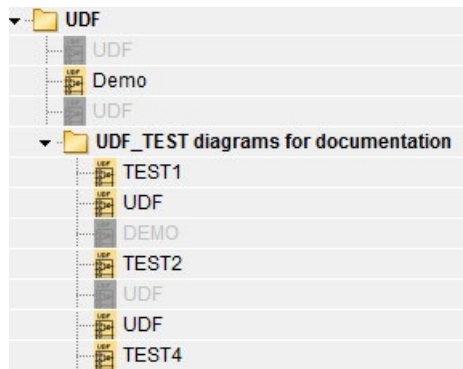 UDF
UDF
Demo
UDF
UDF_TEST diagrams for documentation
TEST1
UDF
DEMO
TEST2
UDF
UDF
TEST4